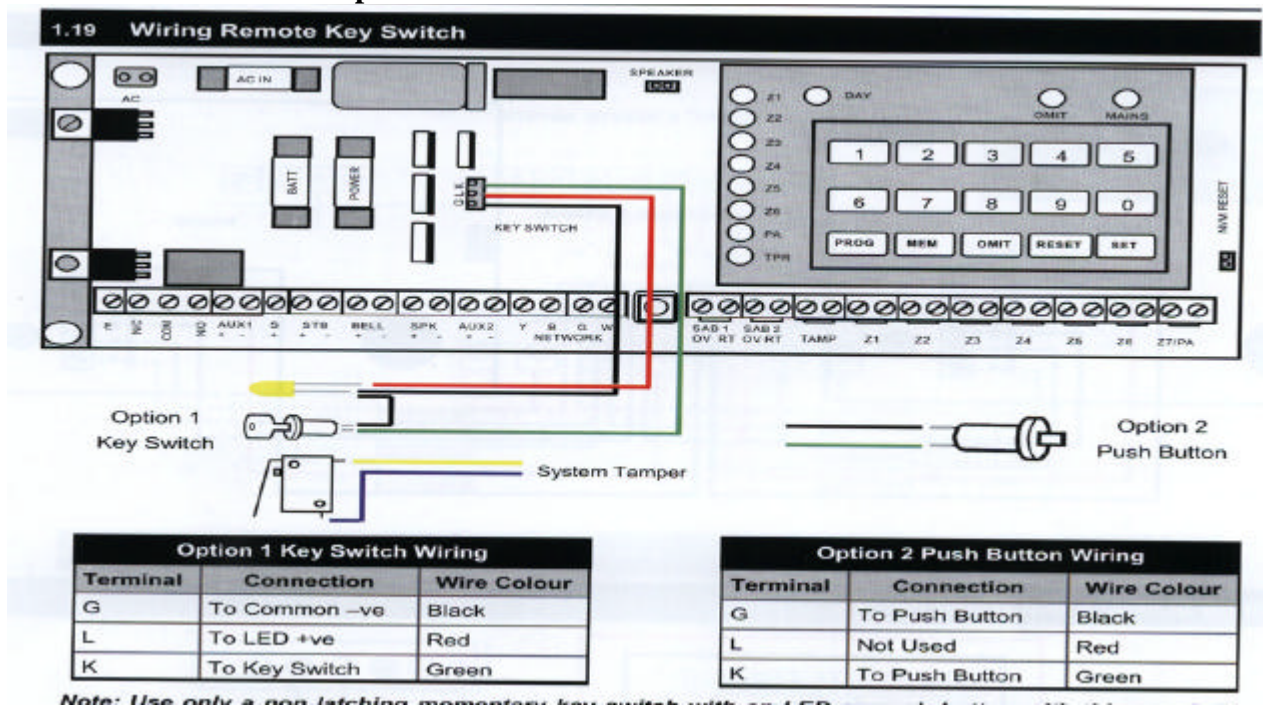 1.19 Wiring Remote Key Switch
AC
AC IN
SPEAKER
BATT
POWER
G L K
KEY SWITCH
Z1
Z2
Z3
Z4
Z5
Z6
PA
TPR
DAY
OMIT
MAINS
1 2 3 4 5
6 7 8 9 0
PROG MEM OMIT RESET SET
NVM RESET
E N/C COM NO AUX1 D STB BELL SPK AUX2 Y B G W
+ - + + - + - + - + - NETWORK
SAB 1 SAB 2
OV RT OV RT TAMP Z1 Z2 Z3 Z4 Z5 Z6 Z7/PA
Option 1
Key Switch
System Tamper
Option 2
Push Button
Option 1 Key Switch Wiring
Terminal Connection Wire Colour
G To Common –ve Black
L To LED +ve Red
K To Key Switch Green
Option 2 Push Button Wiring
Terminal Connection Wire Colour
G To Push Button Black
L Not Used Red
K To Push Button Green
Note: Use only a non latching momentary key switch with an LED